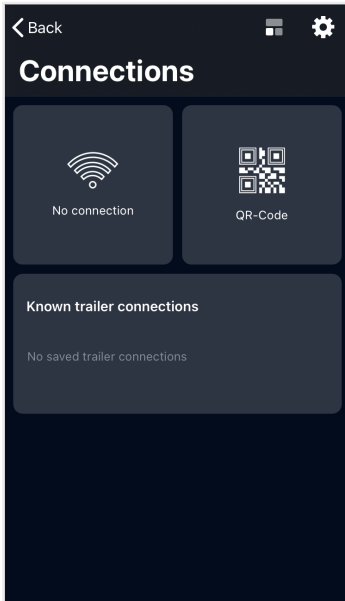 Back
Connections
No connection
QR-Code
Known trailer connections
No saved trailer connections